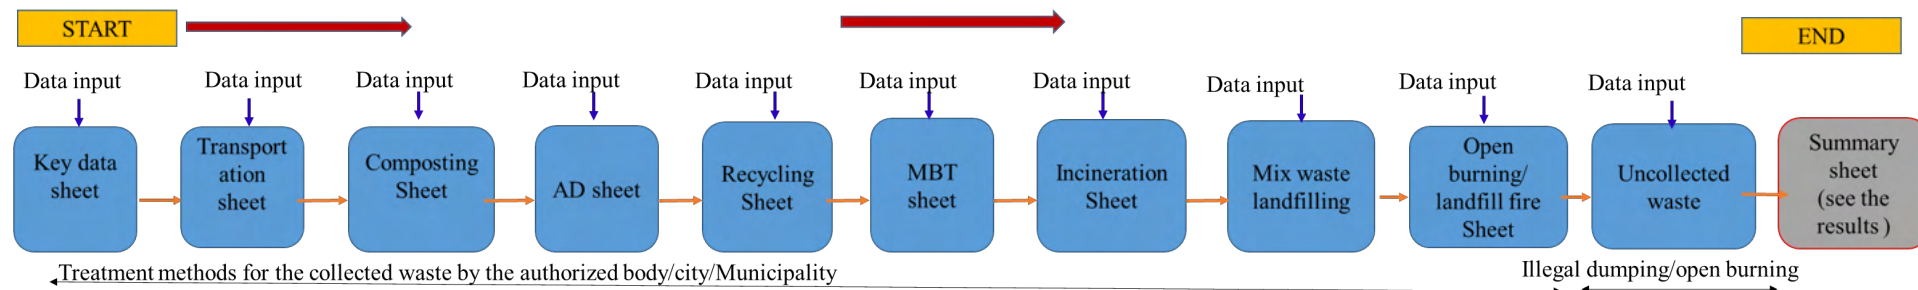 START
END
Data input
Data input
Data input
Data input
Data input
Data input
Data input
Data input
Data input
Data input
Key data
sheet
Transport
ation
sheet
Composting
Sheet
AD sheet
Recycling
Sheet
MBT
sheet
Incineration
Sheet
Mix waste
landfilling
Open
burning/
landfill fire
Sheet
Uncollected
waste
Summary
sheet
(see the
results )
Treatment methods for the collected waste by the authorized body/city/Municipality
Illegal dumping/open burning